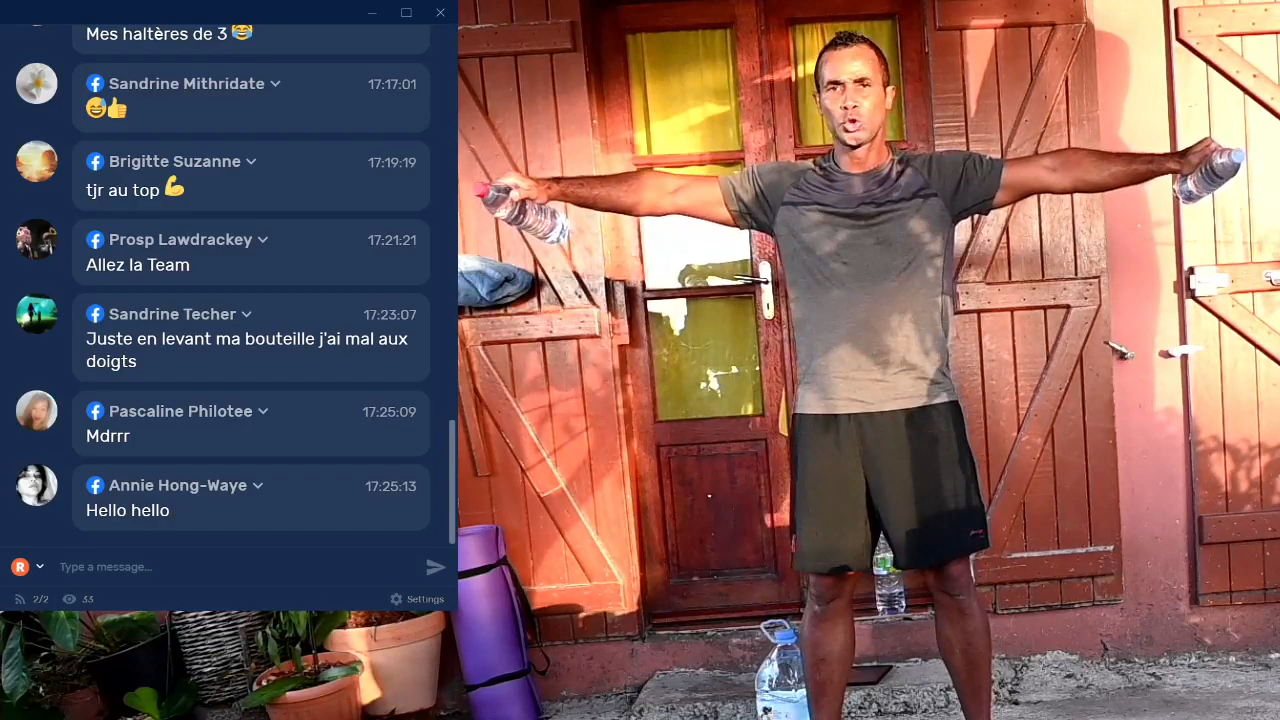 Mes haltères de 3 😂
Sandrine Mithridate 17:17:01
😅👍
Brigitte Suzanne 17:19:19
tjr au top 💪
Prosp Lawdrackey 17:21:21
Allez la Team
Sandrine Techer 17:23:07
Juste en levant ma bouteille j'ai mal aux
doigts
Pascaline Philotee 17:25:09
Mdrrr
Annie Hong-Waye 17:25:13
Hello hello
R
Type a message...
2/2 33 Settings